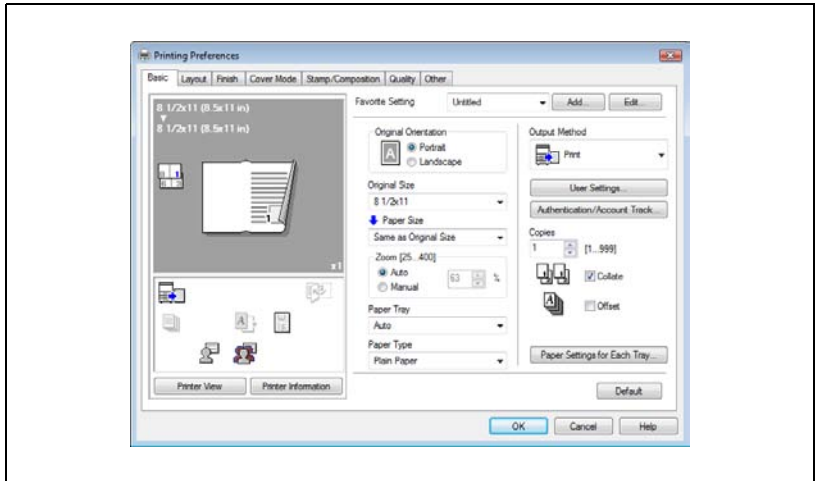 Printing Preferences
Basic Layout Finish Cover Mode Stamp/Composition Quality Other
8 1/2x11 (8.5x11 in)
8 1/2x11 (8.5x11 in)
x1
Printer View Printer Information
Favorite Setting Untitled Add... Edit...
Original Orientation
Portrait
Landscape
Original Size
8 1/2x11
Paper Size
Same as Original Size
Zoom [25...400]
Auto
Manual
63 %
Paper Tray
Auto
Paper Type
Plain Paper
Output Method
Print
User Settings...
Authentication/Account Track...
Copies
1 [1...999]
Collate
Offset
Paper Settings for Each Tray...
Default
OK Cancel Help